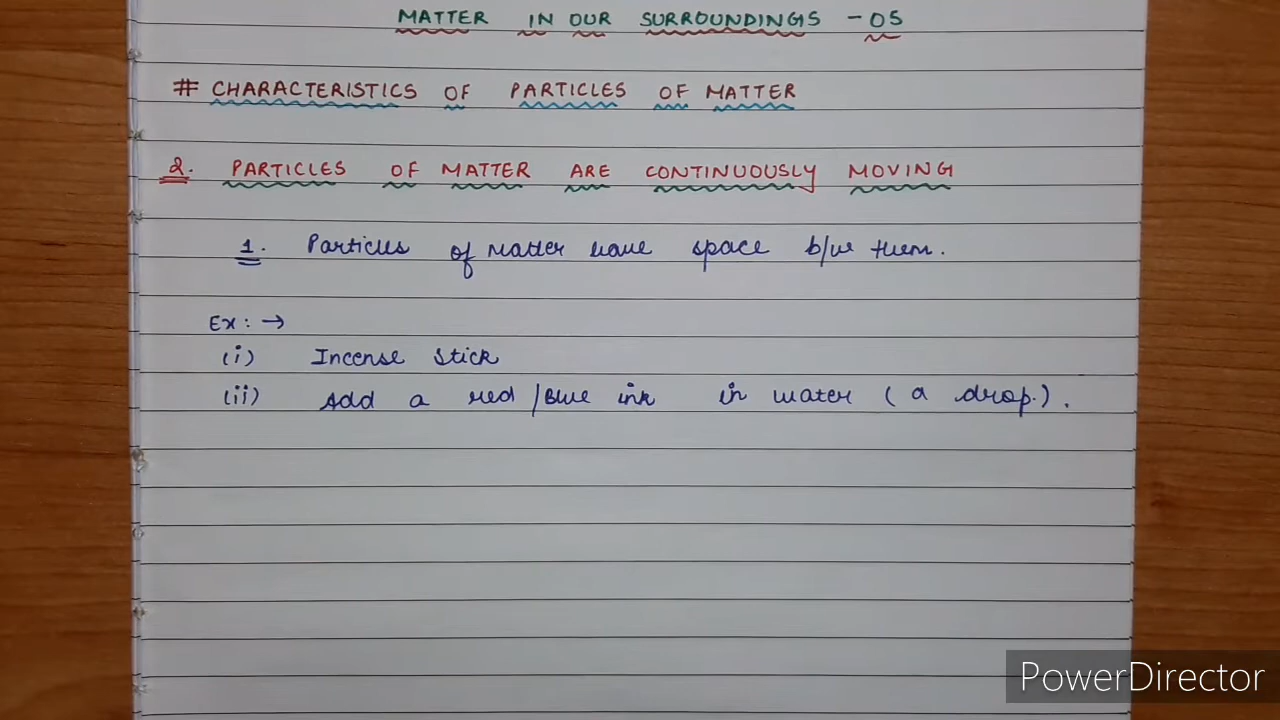 MATTER IN OUR SURROUNDINGS - 05
# CHARACTERISTICS OF PARTICLES OF MATTER
2. PARTICLES OF MATTER ARE CONTINUOUSLY MOVING
1. Particles of Matter have space b/w them.
Ex: →
(i) Incense stick
(ii) Add a red/Blue ink in water (a drop.).
PowerDirector